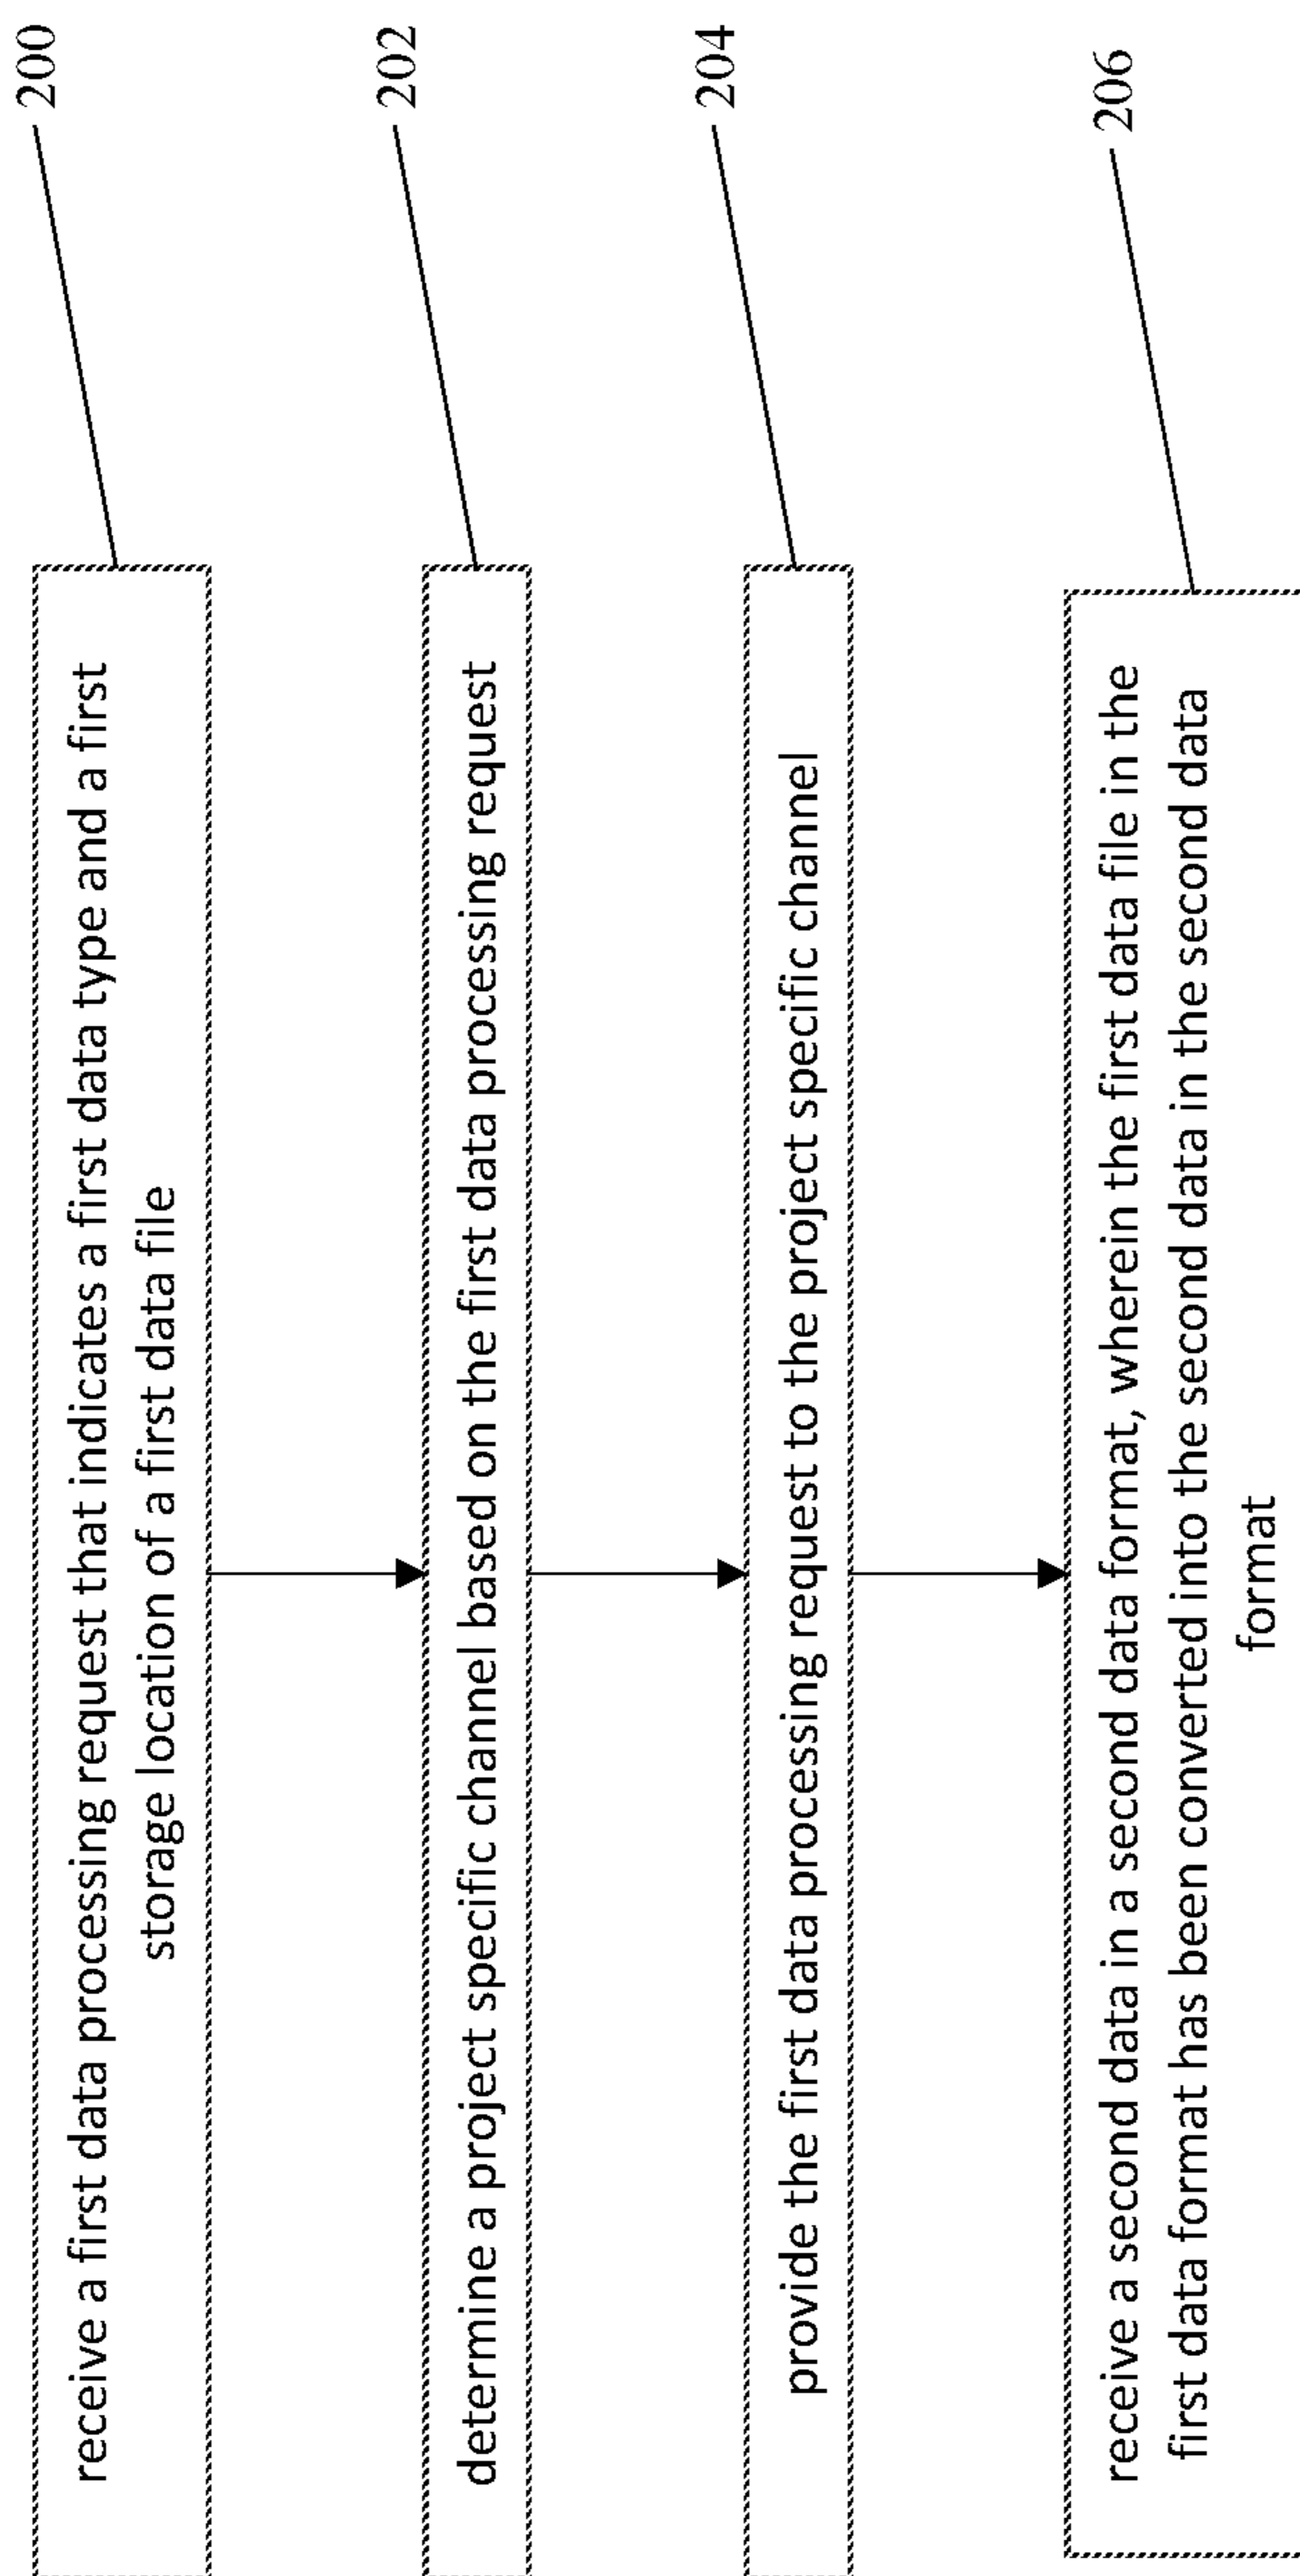 receive a first data processing request that indicates a first data type and a first
storage location of a first data file
200
determine a project specific channel based on the first data processing request
202
provide the first data processing request to the project specific channel
204
receive a second data in a second data format, wherein the first data file in the
first data format has been converted into the second data in the second data
format
206